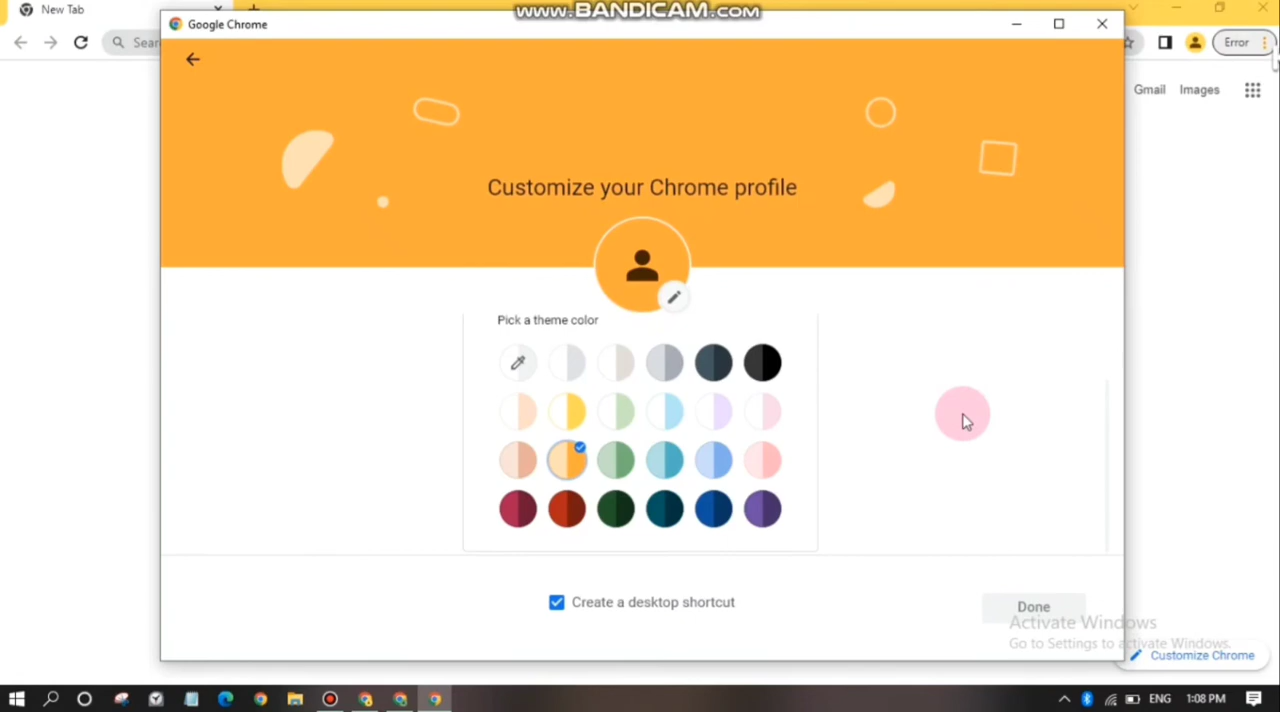 www.BANDICAM.com
New Tab
Google Chrome
Sear
Error
Gmail Images
Customize your Chrome profile
Pick a theme color
Create a desktop shortcut
Done
Activate Windows
Go to Settings to activate Windows.
Customize Chrome
ENG 1:08 PM